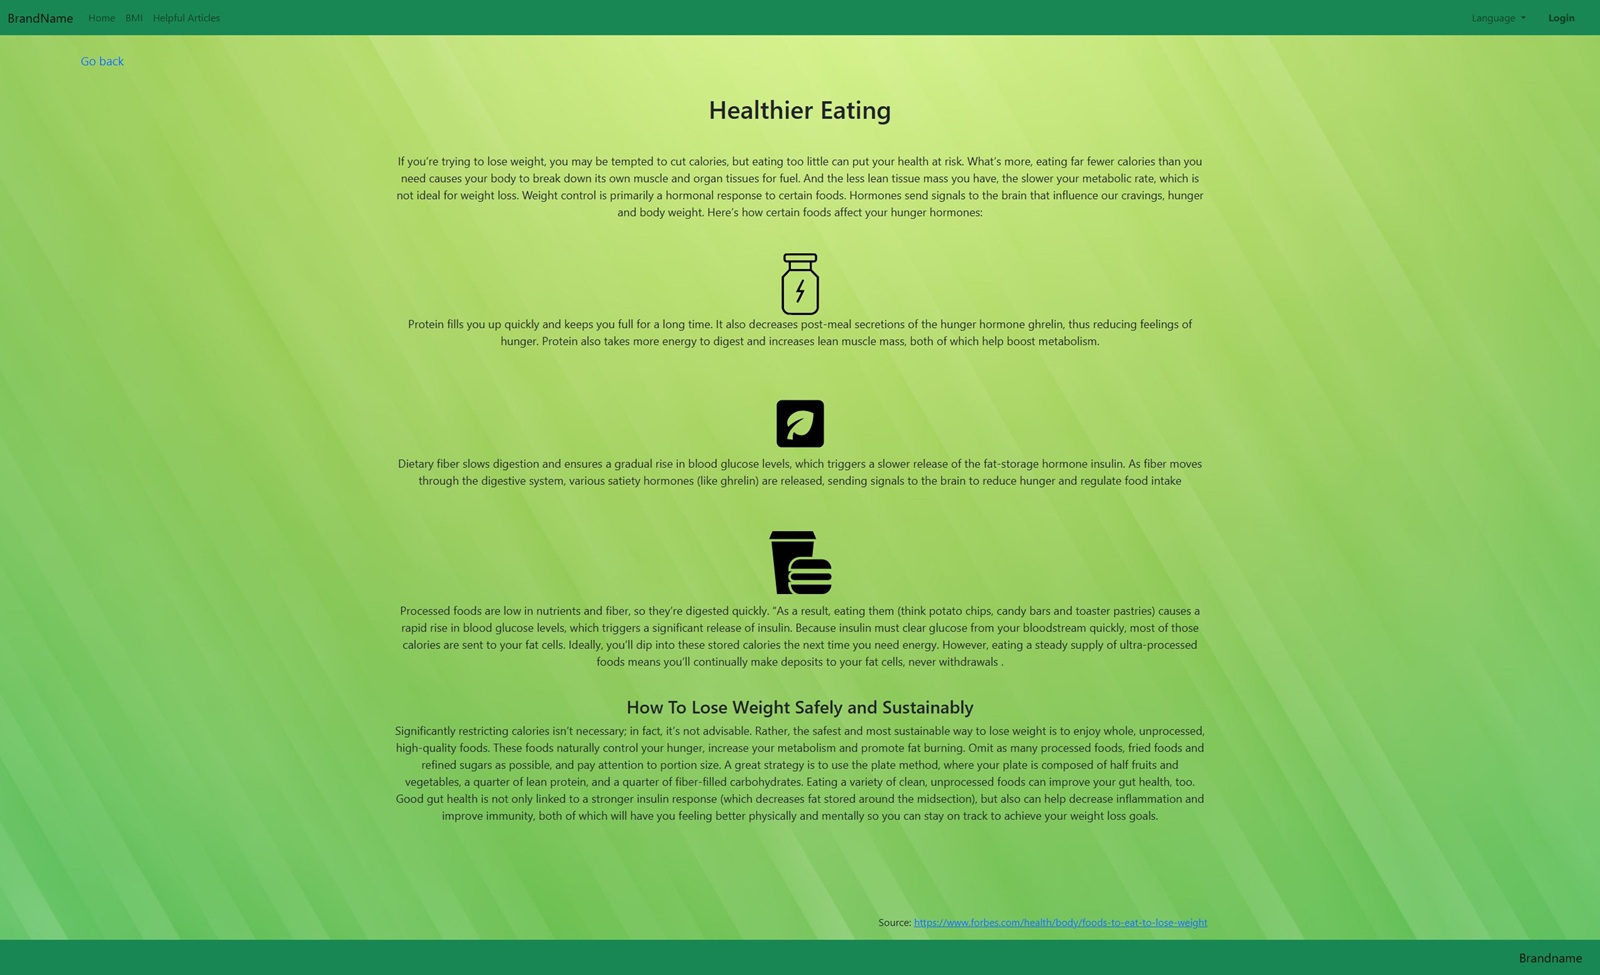 BrandName Home BMI Helpful Articles Language Login
Go back
Healthier Eating
If you're trying to lose weight, you may be tempted to cut calories, but eating too little can put your health at risk. What's more, eating far fewer calories than you
need causes your body to break down its own muscle and organ tissues for fuel. And the less lean tissue mass you have, the slower your metabolic rate, which is
not ideal for weight loss. Weight control is primarily a hormonal response to certain foods. Hormones send signals to the brain that influence our cravings, hunger
and body weight. Here's how certain foods affect your hunger hormones:
Protein fills you up quickly and keeps you full for a long time. It also decreases post-meal secretions of the hunger hormone ghrelin, thus reducing feelings of
hunger. Protein also takes more energy to digest and increases lean muscle mass, both of which help boost metabolism.
Dietary fiber slows digestion and ensures a gradual rise in blood glucose levels, which triggers a slower release of the fat-storage hormone insulin. As fiber moves
through the digestive system, various satiety hormones (like ghrelin) are released, sending signals to the brain to reduce hunger and regulate food intake
Processed foods are low in nutrients and fiber, so they're digested quickly. "As a result, eating them (think potato chips, candy bars and toaster pastries) causes a
rapid rise in blood glucose levels, which triggers a significant release of insulin. Because insulin must clear glucose from your bloodstream quickly, most of those
calories are sent to your fat cells. Ideally, you'll dip into these stored calories the next time you need energy. However, eating a steady supply of ultra-processed
foods means you'll continually make deposits to your fat cells, never withdrawals .
How To Lose Weight Safely and Sustainably
Significantly restricting calories isn't necessary; in fact, it's not advisable. Rather, the safest and most sustainable way to lose weight is to enjoy whole, unprocessed,
high-quality foods. These foods naturally control your hunger, increase your metabolism and promote fat burning. Omit as many processed foods, fried foods and
refined sugars as possible, and pay attention to portion size. A great strategy is to use the plate method, where your plate is composed of half fruits and
vegetables, a quarter of lean protein, and a quarter of fiber-filled carbohydrates. Eating a variety of clean, unprocessed foods can improve your gut health, too.
Good gut health is not only linked to a stronger insulin response (which decreases fat stored around the midsection), but also can help decrease inflammation and
improve immunity, both of which will have you feeling better physically and mentally so you can stay on track to achieve your weight loss goals.
Source: https://www.forbes.com/health/body/foods-to-eat-to-lose-weight
Brandname